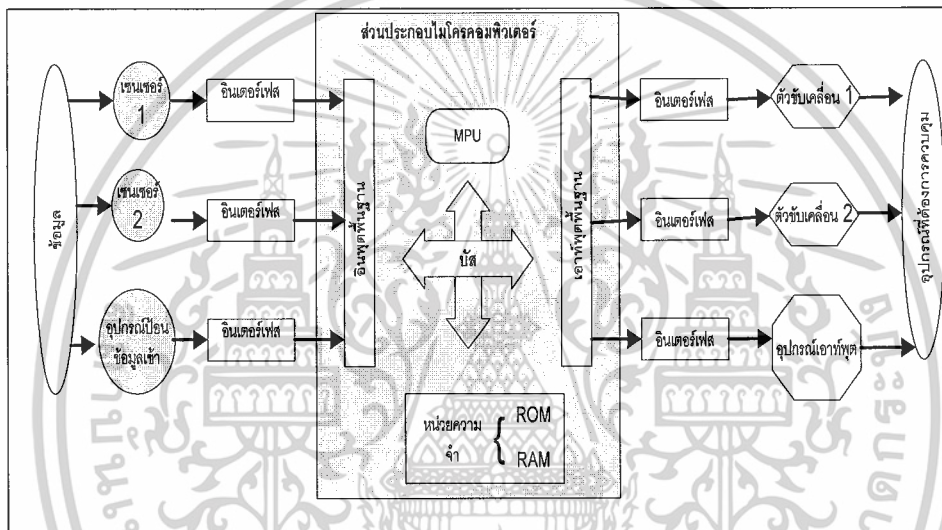 ส่วนประกอบไมโครคอมพิวเตอร์
ข้อมูล
เซนเซอร์
1
อินเตอร์เฟส
เซนเซอร์
2
อินเตอร์เฟส
อุปกรณ์ป้อน
ข้อมูลเข้า
อินเตอร์เฟส
อินพุตพื้นฐาน
MPU
บัส
หน่วยความ
จำ
ROM
RAM
เอาท์พุตพื้นฐาน
อินเตอร์เฟส
ตัวขับเคลื่อน 1
อินเตอร์เฟส
ตัวขับเคลื่อน 2
อินเตอร์เฟส
อุปกรณ์เอาท์พุต
อุปกรณ์ที่ต้องการควบคุม